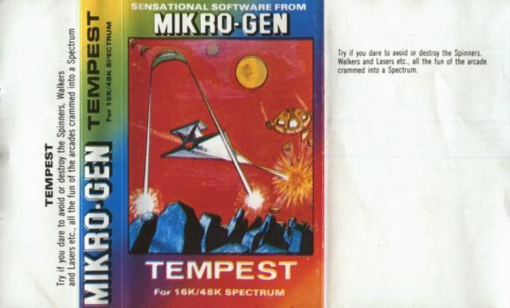 TEMPEST
Try if you dare to avoid or destroy the Spinners, Walkers
and Lasers etc., all the fun of the arcades crammed into a Spectrum
MIKRO-GEN TEMPEST
For 16K/48K SPECTRUM
SENSATIONAL SOFTWARE FROM
MIKRO-GEN
TEMPEST
For 16K/48K SPECTRUM
Try if you dare to avoid or destroy the Spinners.
Walkers and Lasers etc., all the fun of the arcade
crammed into a Spectrum.